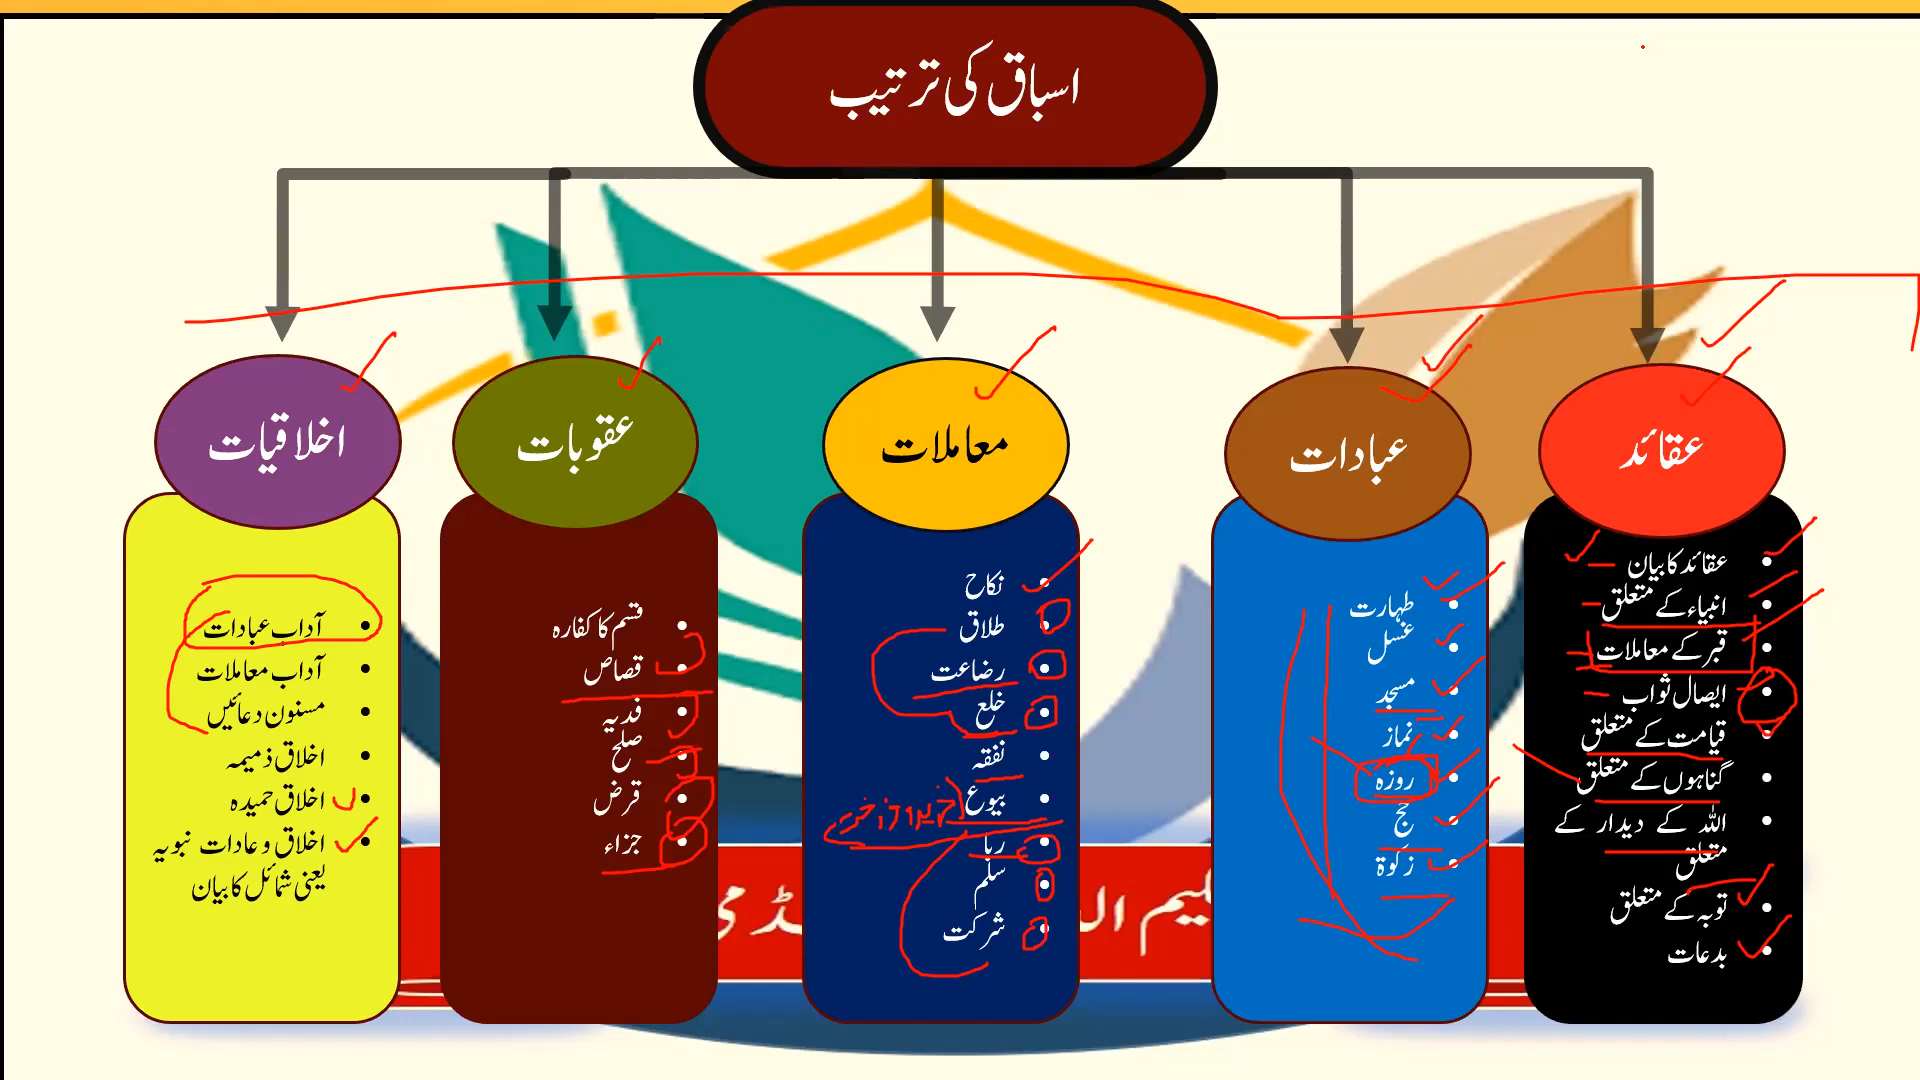 اسباق کی ترتیب
عقائد
عقائد کا بیان
انبیاء کے متعلق
قبر کے معاملات
ایصال ثواب
قیامت کے متعلق
گناہوں کے متعلق
اللہ کے دیدار کے
متعلق
توبہ کے متعلق
بدعات
عبادات
طہارت
غسل
مسجد
نماز
روزہ
حج
زکوۃ
معاملات
نکاح
طلاق
رضاعت
خلع
نفقہ
بیوع (خریدوفروخت)
ربا
سلم
شرکت
عقوبات
قسم کا کفارہ
قصاص
فدیہ
صلح
قرض
جزاء
اخلاقیات
آداب عبادات
آداب معاملات
مسنون دعائیں
اخلاق ذمیمہ
اخلاق حمیدہ
اخلاق و عادات نبویہ
یعنی شمائل کا بیان